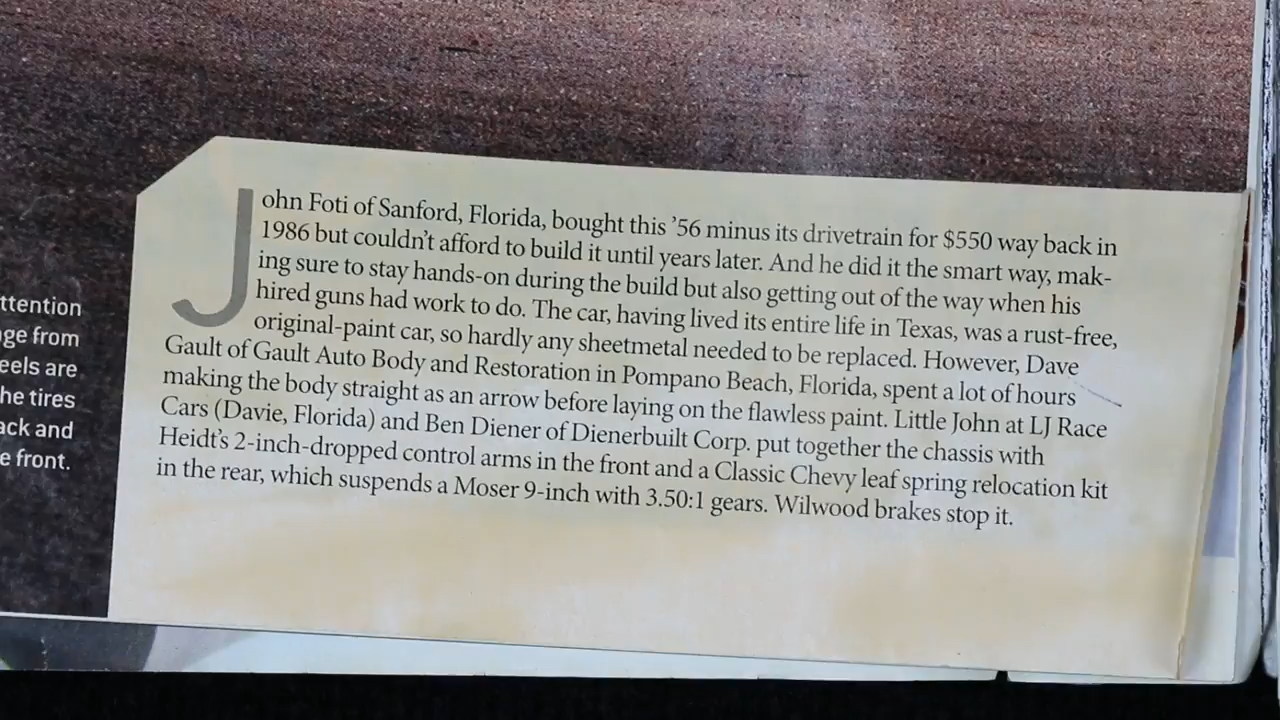 John Foti of Sanford, Florida, bought this ’56 minus its drivetrain for $550 way back in
1986 but couldn’t afford to build it until years later. And he did it the smart way, mak-
ing sure to stay hands-on during the build but also getting out of the way when his
hired guns had work to do. The car, having lived its entire life in Texas, was a rust-free,
original-paint car, so hardly any sheetmetal needed to be replaced. However, Dave
Gault of Gault Auto Body and Restoration in Pompano Beach, Florida, spent a lot of hours
making the body straight as an arrow before laying on the flawless paint. Little John at LJ Race
Cars (Davie, Florida) and Ben Diener of Dienerbuilt Corp. put together the chassis with
Heidt’s 2-inch-dropped control arms in the front and a Classic Chevy leaf spring relocation kit
in the rear, which suspends a Moser 9-inch with 3.50:1 gears. Wilwood brakes stop it.
ttention
ge from
eels are
he tires
ack and
e front.